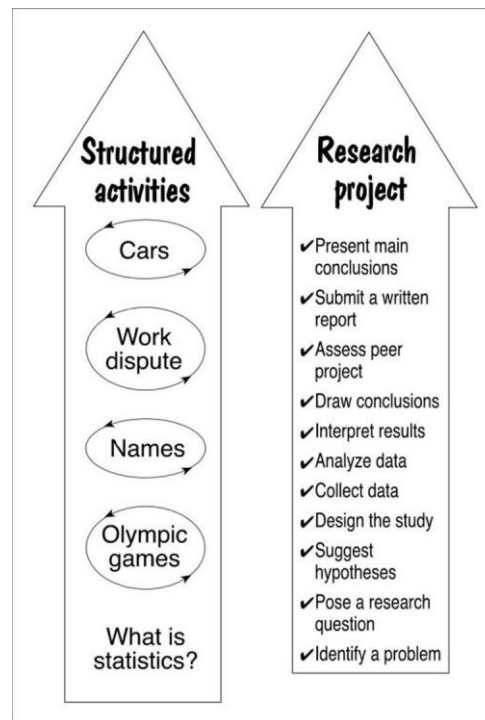 Structured
activities
Cars
Work
dispute
Names
Olympic
games
What is
statistics?
Research
project
✔Present main
conclusions
✔Submit a written
report
✔Assess peer
project
✔Draw conclusions
✔Interpret results
✔Analyze data
✔Collect data
✔Design the study
✔Suggest
hypotheses
✔Pose a research
question
✔Identify a problem